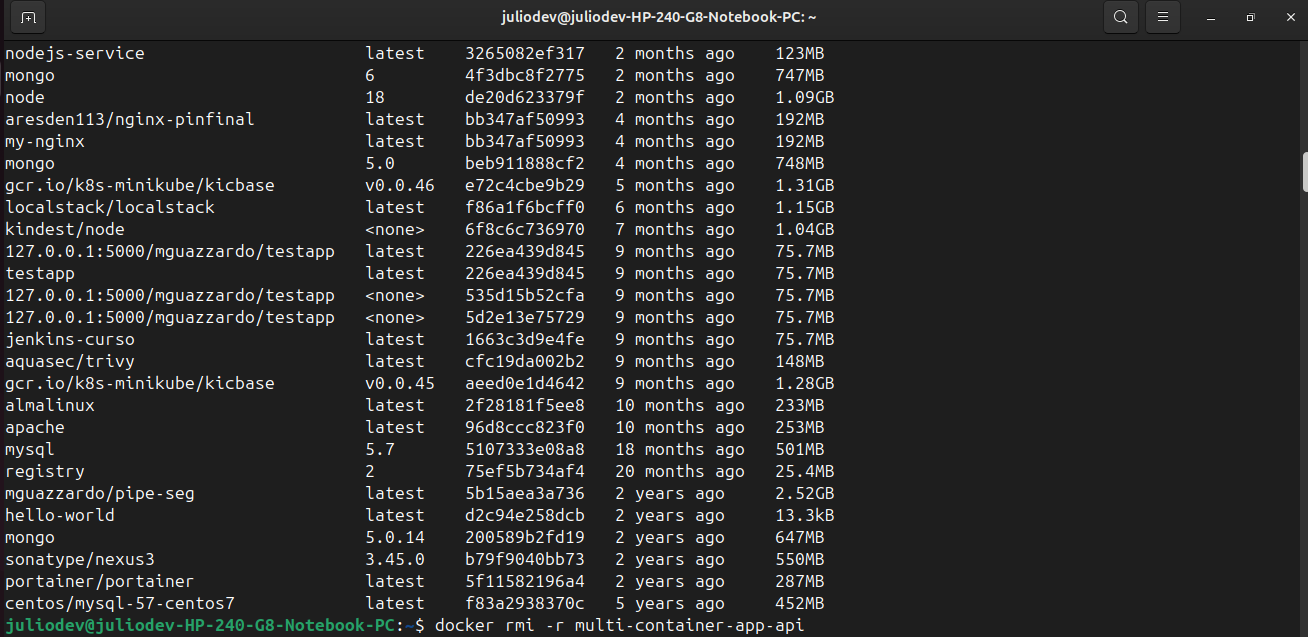 juliodev@juliodev-HP-240-G8-Notebook-PC: ~
nodejs-service latest 3265082ef317 2 months ago 123MB
mongo 6 4f3dbc8f2775 2 months ago 747MB
node 18 de20d623379f 2 months ago 1.09GB
aresden113/nginx-pinfinal latest bb347af50993 4 months ago 192MB
my-nginx latest bb347af50993 4 months ago 192MB
mongo 5.0 beb911888cf2 4 months ago 748MB
gcr.io/k8s-minikube/kicbase v0.0.46 e72c4cbe9b29 5 months ago 1.31GB
localstack/localstack latest f86a1f6bcff0 6 months ago 1.15GB
kindest/node <none> 6f8c6c736970 7 months ago 1.04GB
127.0.0.1:5000/mguazzardo/testapp latest 226ea439d845 9 months ago 75.7MB
testapp latest 226ea439d845 9 months ago 75.7MB
127.0.0.1:5000/mguazzardo/testapp <none> 535d15b52cfa 9 months ago 75.7MB
127.0.0.1:5000/mguazzardo/testapp <none> 5d2e13e75729 9 months ago 75.7MB
jenkins-curso latest 1663c3d9e4fe 9 months ago 75.7MB
aquasec/trivy latest cfc19da002b2 9 months ago 148MB
gcr.io/k8s-minikube/kicbase v0.0.45 aeed0e1d4642 9 months ago 1.28GB
almalinux latest 2f28181f5ee8 10 months ago 233MB
apache latest 96d8ccc823f0 10 months ago 253MB
mysql 5.7 5107333e08a8 18 months ago 501MB
registry 2 75ef5b734af4 20 months ago 25.4MB
mguazzardo/pipe-seg latest 5b15aea3a736 2 years ago 2.52GB
hello-world latest d2c94e258dcb 2 years ago 13.3kB
mongo 5.0.14 200589b2fd19 2 years ago 647MB
sonatype/nexus3 3.45.0 b79f9040bb73 2 years ago 550MB
portainer/portainer latest 5f11582196a4 2 years ago 287MB
centos/mysql-57-centos7 latest f83a2938370c 5 years ago 452MB
juliodev@juliodev-HP-240-G8-Notebook-PC:~$ docker rmi -r multi-container-app-api